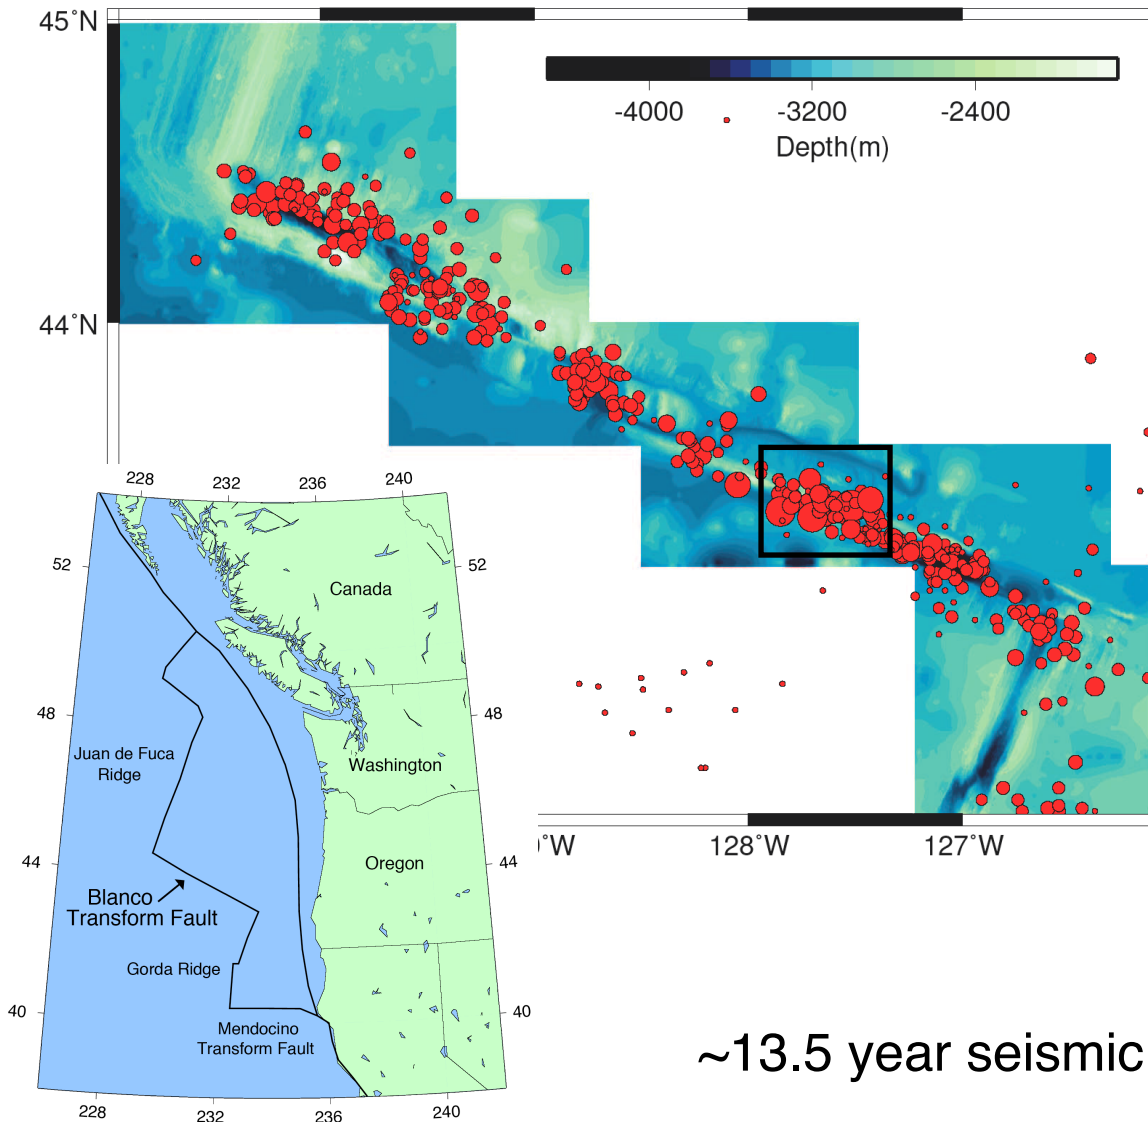 45°N
-4000
-3200
-2400
Depth(m)
44°N
228
232
236
240
52
52
Canada
48
48
Juan de Fuca
Ridge
Washington
°W
128°W
127°W
44
44
Oregon
Blanco
Transform Fault
Gorda Ridge
40
40
Mendocino
Transform Fault
~13.5 year seismic
228
232
236
240